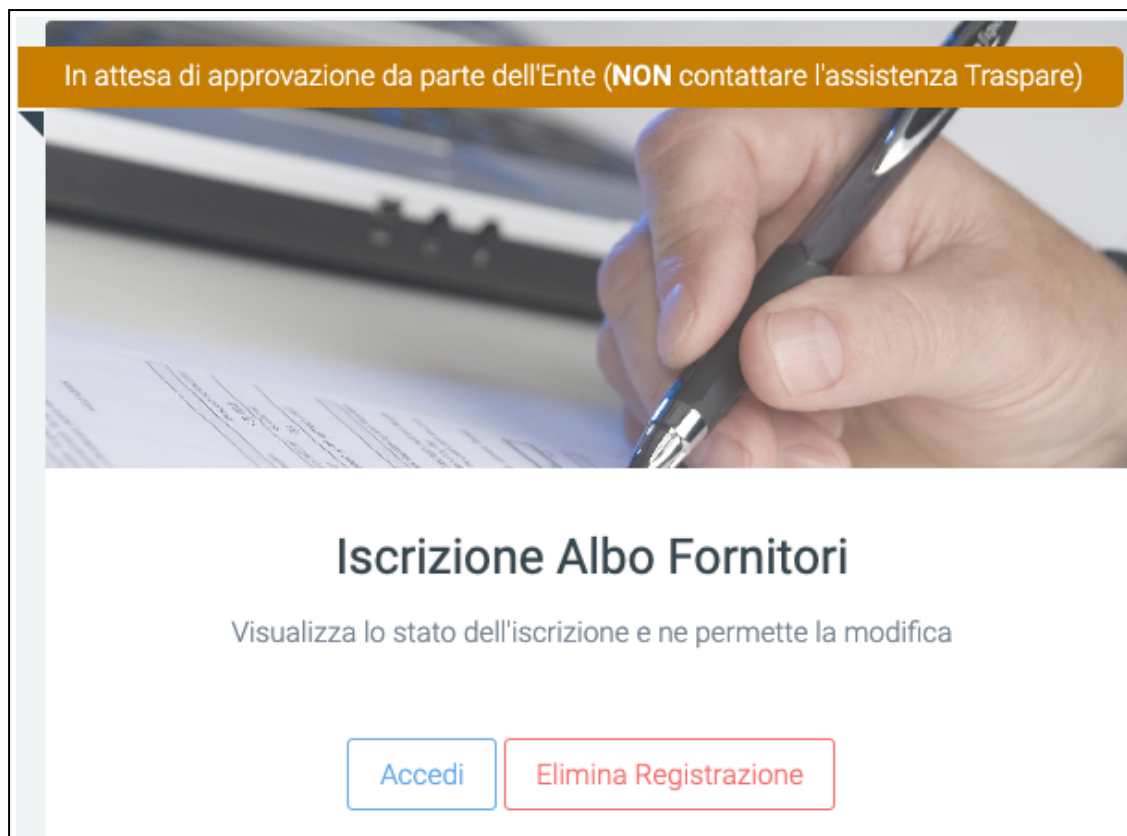 In attesa di approvazione da parte dell'Ente (NON contattare l'assistenza Traspare)
Iscrizione Albo Fornitori
Visualizza lo stato dell'iscrizione e ne permette la modifica
Accedi
Elimina Registrazione